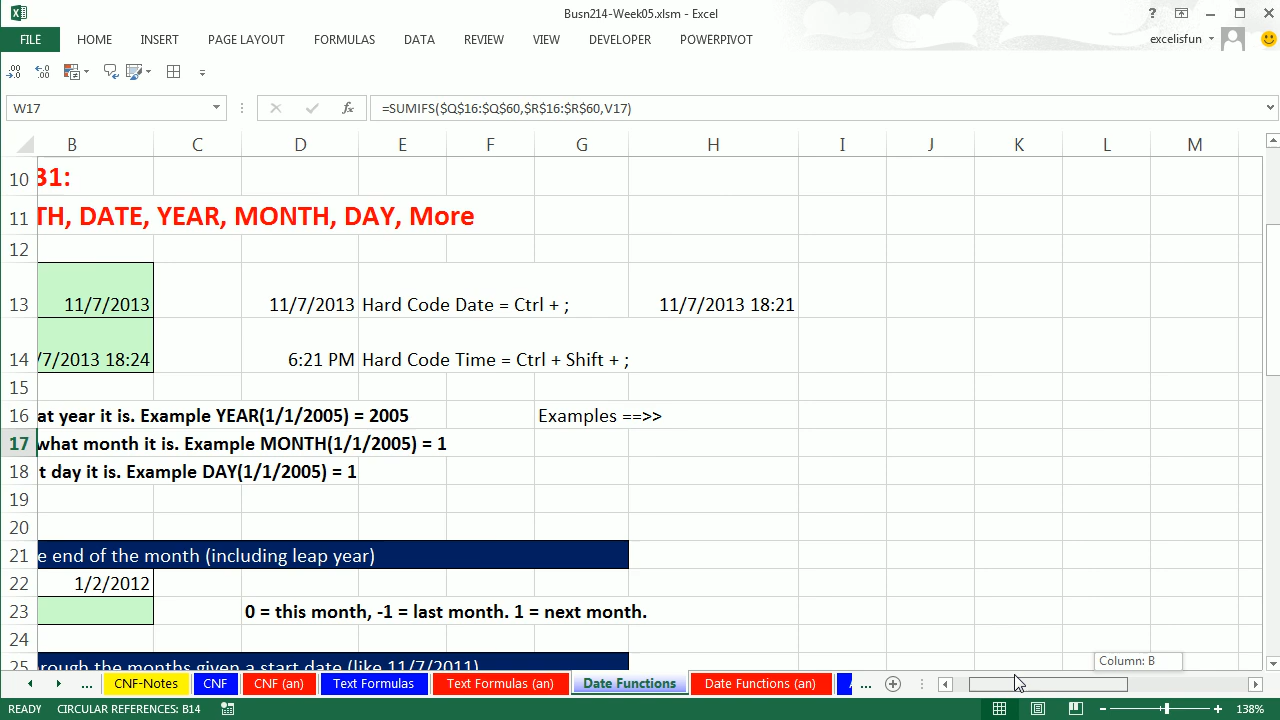 Busn214-Week05.xlsm - Excel
?
FILE HOME INSERT PAGE LAYOUT FORMULAS DATA REVIEW VIEW DEVELOPER POWERPIVOT excelisfun
W17 fx =SUMIFS($Q$16:$Q$60,$R$16:$R$60,V17)
B C D E F G H I J K L M
10 31:
11 TH, DATE, YEAR, MONTH, DAY, More
12
13 11/7/2013 11/7/2013 Hard Code Date = Ctrl + ; 11/7/2013 18:21
14 /7/2013 18:24 6:21 PM Hard Code Time = Ctrl + Shift + ;
15
16 at year it is. Example YEAR(1/1/2005) = 2005 Examples ==>>
17 what month it is. Example MONTH(1/1/2005) = 1
18 t day it is. Example DAY(1/1/2005) = 1
19
20
21 e end of the month (including leap year)
22 1/2/2012
23 0 = this month, -1 = last month. 1 = next month.
24
25 rough the months given a start date (like 11/7/2011)
Column: B
... CNF-Notes CNF CNF (an) Text Formulas Text Formulas (an) Date Functions Date Functions (an) ...
READY CIRCULAR REFERENCES: B14 138%